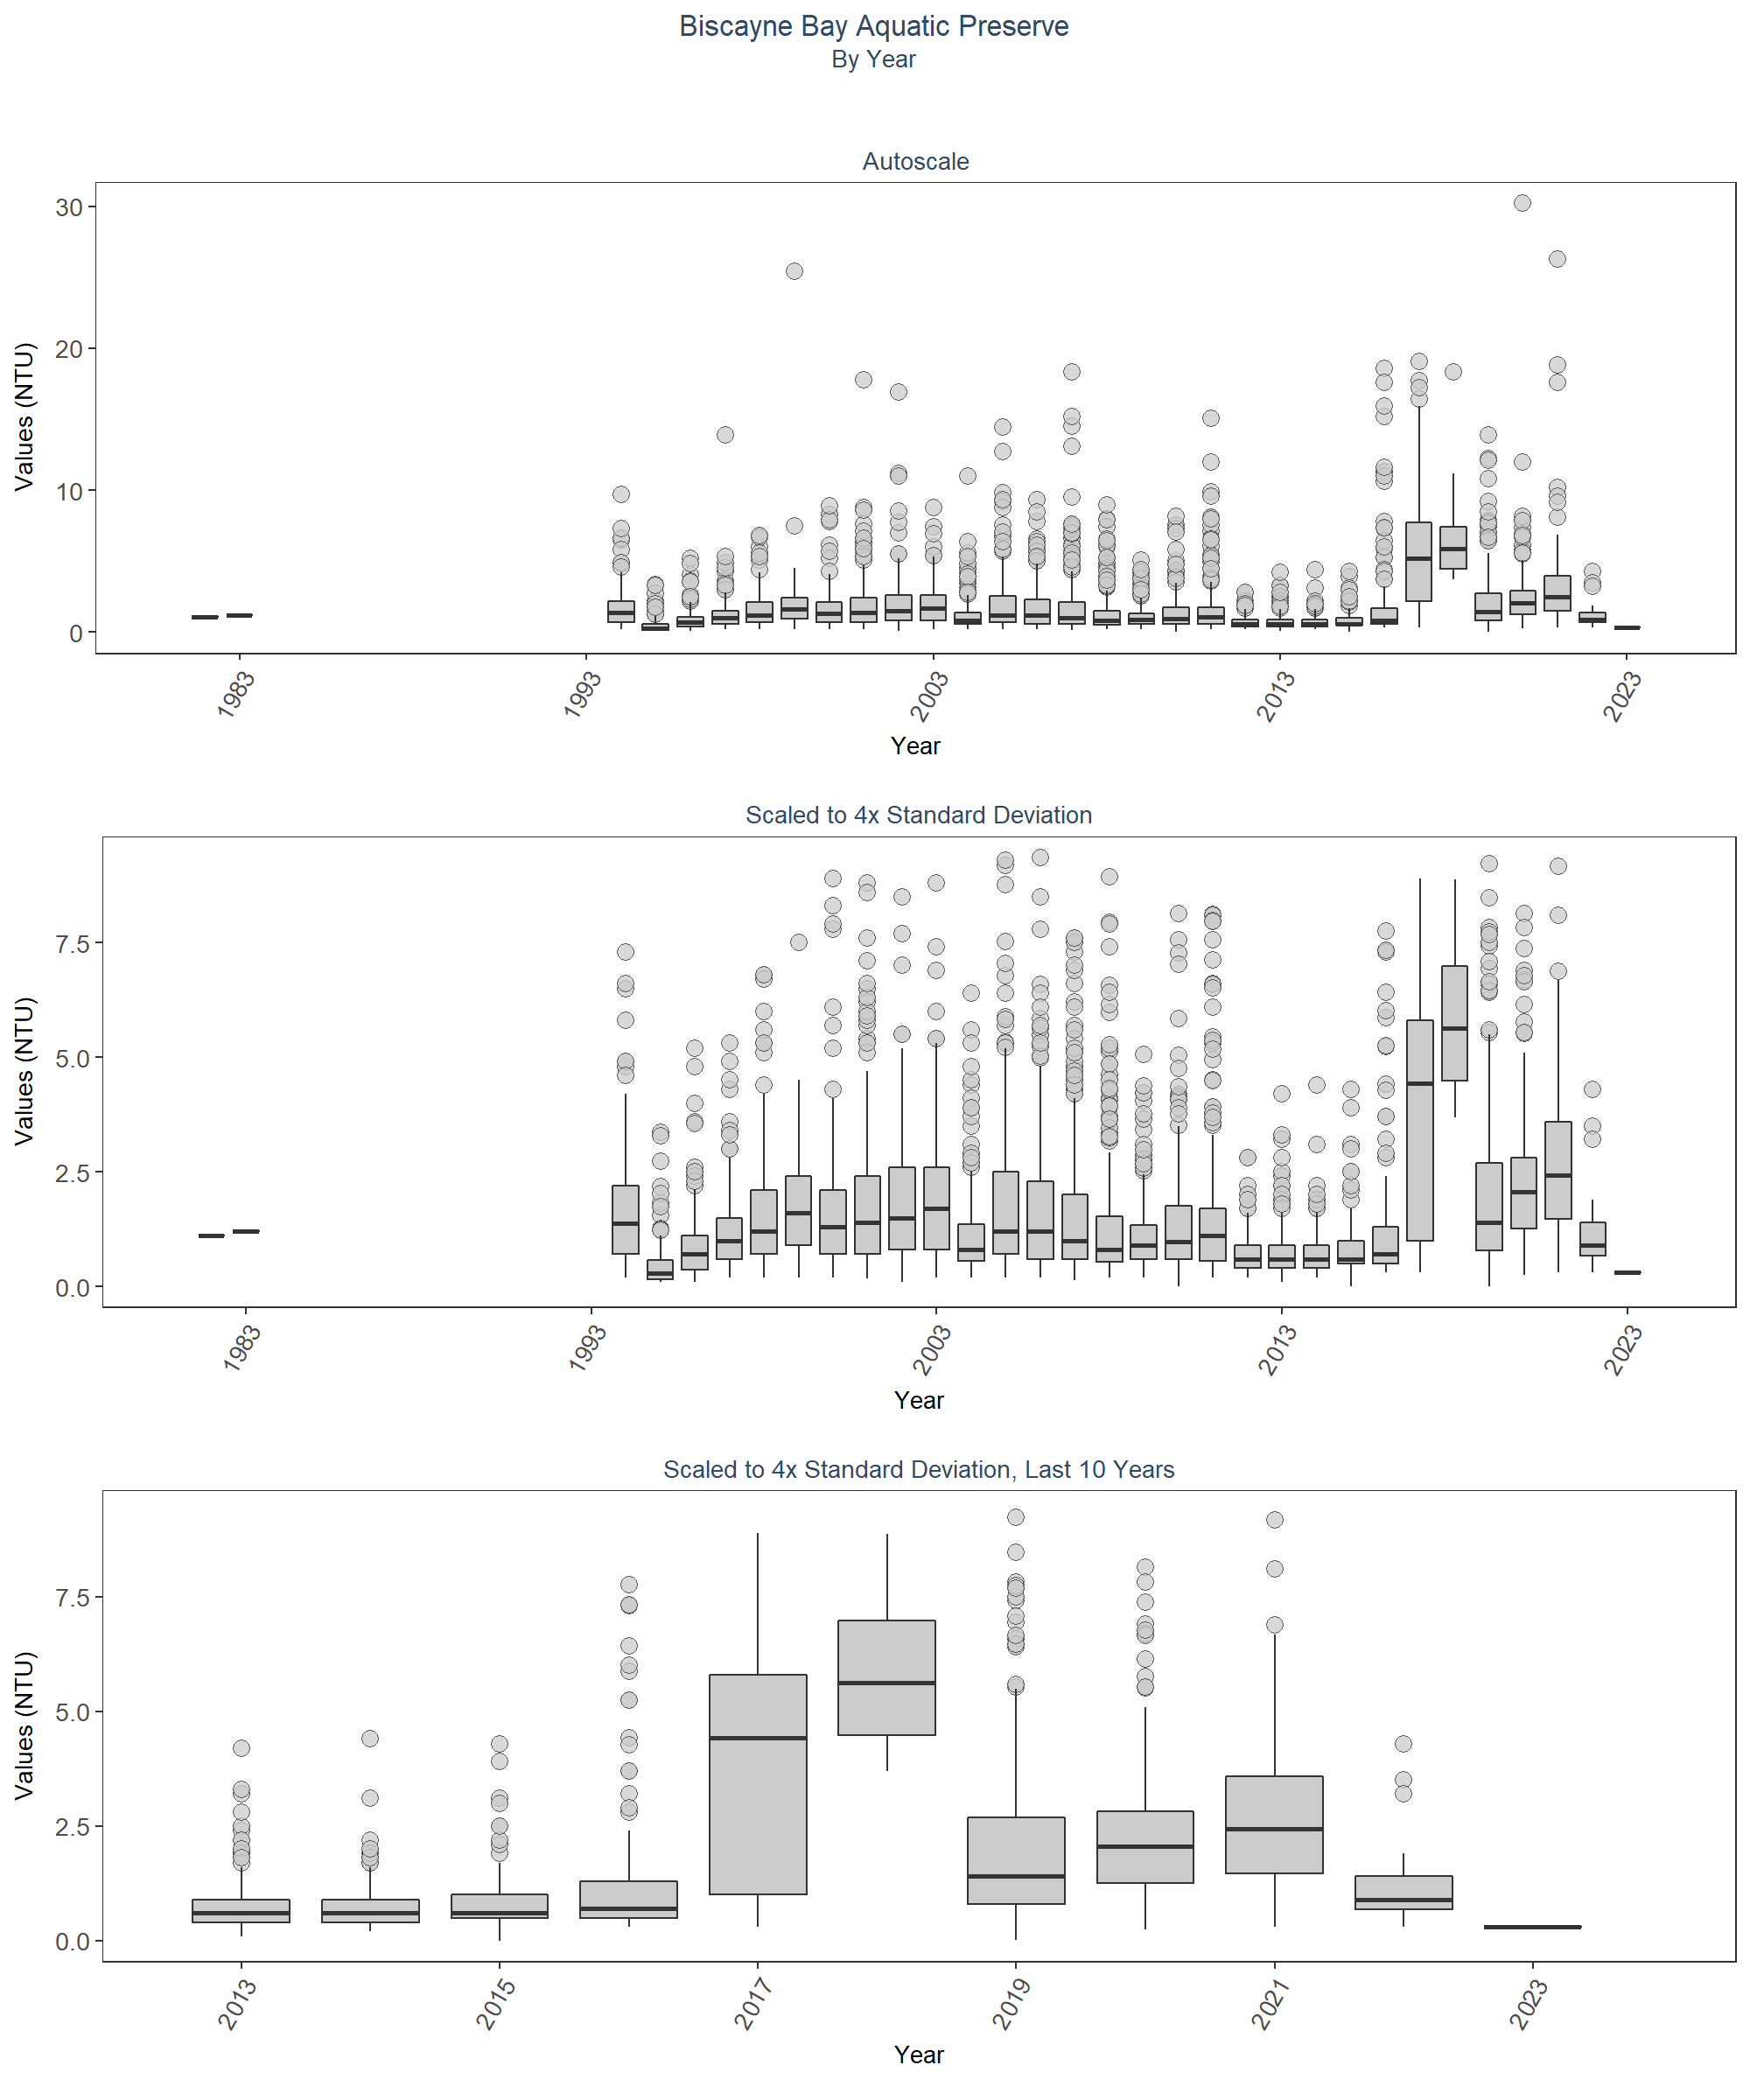 Biscayne Bay Aquatic Preserve
By Year
Autoscale
Values (NTU)
30
20
10
0
1983
1993
2003
2013
2023
Year
Scaled to 4x Standard Deviation
Values (NTU)
7.5
5.0
2.5
0.0
1983
1993
2003
2013
2023
Year
Scaled to 4x Standard Deviation, Last 10 Years
Values (NTU)
7.5
5.0
2.5
0.0
2013
2015
2017
2019
2021
2023
Year